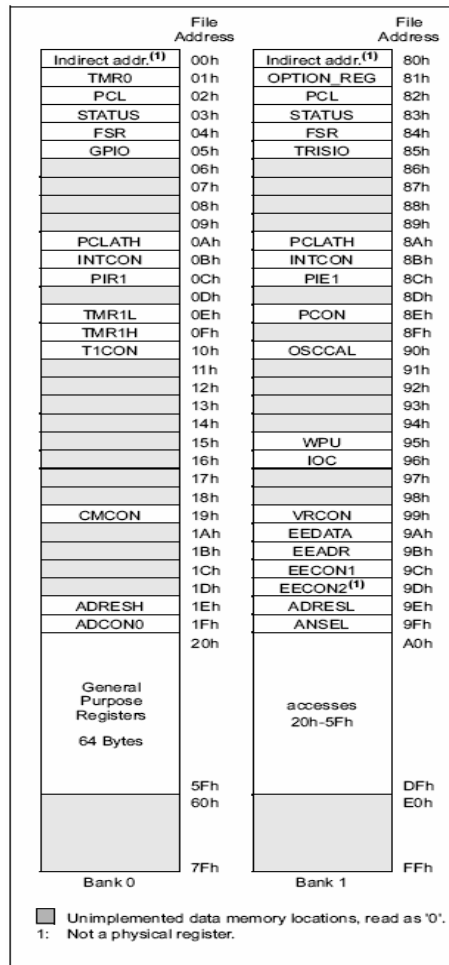 File Address File Address
Indirect addr.(1) 00h Indirect addr.(1) 80h
TMR0 01h OPTION_REG 81h
PCL 02h PCL 82h
STATUS 03h STATUS 83h
FSR 04h FSR 84h
GPIO 05h TRISIO 85h
06h 86h
07h 87h
08h 88h
09h 89h
PCLATH 0Ah PCLATH 8Ah
INTCON 0Bh INTCON 8Bh
PIR1 0Ch PIE1 8Ch
0Dh 8Dh
TMR1L 0Eh PCON 8Eh
TMR1H 0Fh 8Fh
T1CON 10h OSCCAL 90h
11h 91h
12h 92h
13h 93h
14h 94h
15h WPU 95h
16h IOC 96h
17h 97h
18h 98h
CMCON 19h VRCON 99h
1Ah EEDATA 9Ah
1Bh EEADR 9Bh
1Ch EECON1 9Ch
1Dh EECON2(1) 9Dh
ADRESH 1Eh ADRESL 9Eh
ADCON0 1Fh ANSEL 9Fh
20h A0h
General
Purpose
Registers
64 Bytes
accesses
20h-5Fh
5Fh DFh
60h E0h
7Fh FFh
Bank 0 Bank 1
Unimplemented data memory locations, read as '0'.
1: Not a physical register.